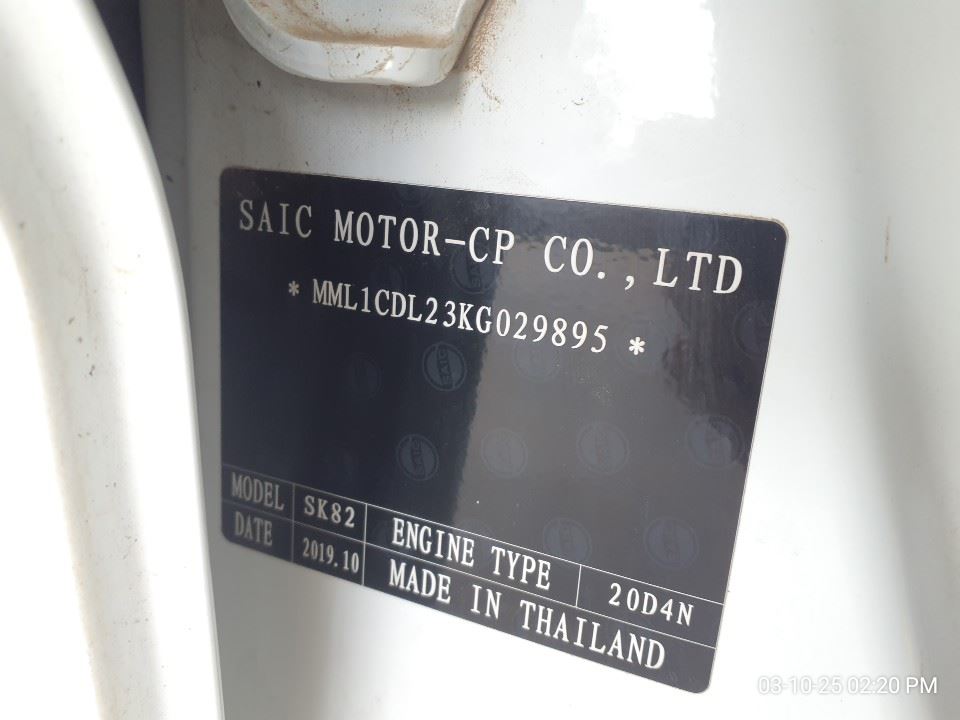 SAIC MOTOR-CP CO.,LTD
* MML1CDL23KG029895 *
MODEL SK82 ENGINE TYPE 20D4N
DATE 2019.10 MADE IN THAILAND
03-10-25 02:20 PM